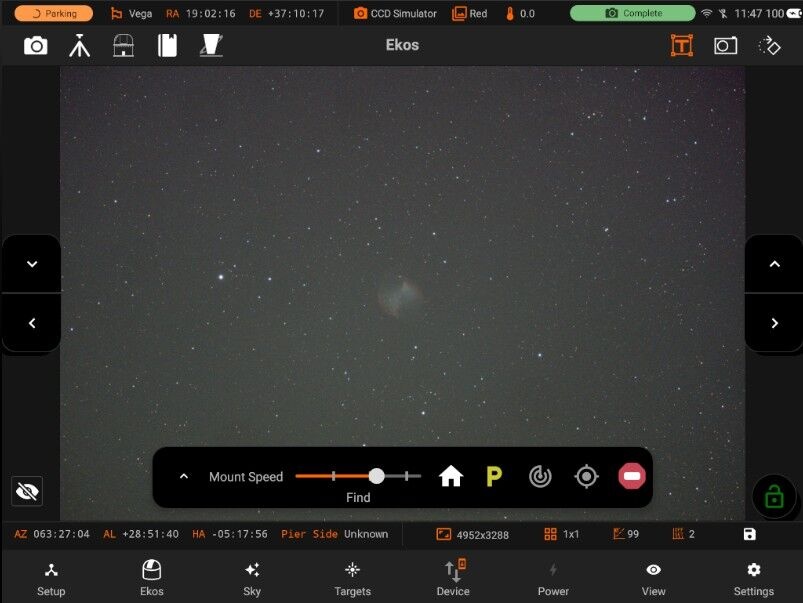 Parking Vega RA 19:02:16 DE +37:10:17 CCD Simulator Red 0.0 Complete 11:47 100
Ekos
T
Mount Speed
P
Find
AZ 063:27:04 AL +28:51:40 HA -05:17:56 Pier Side Unknown 4952x3288 1x1 99 2
Setup Ekos Sky Targets Device Power View Settings